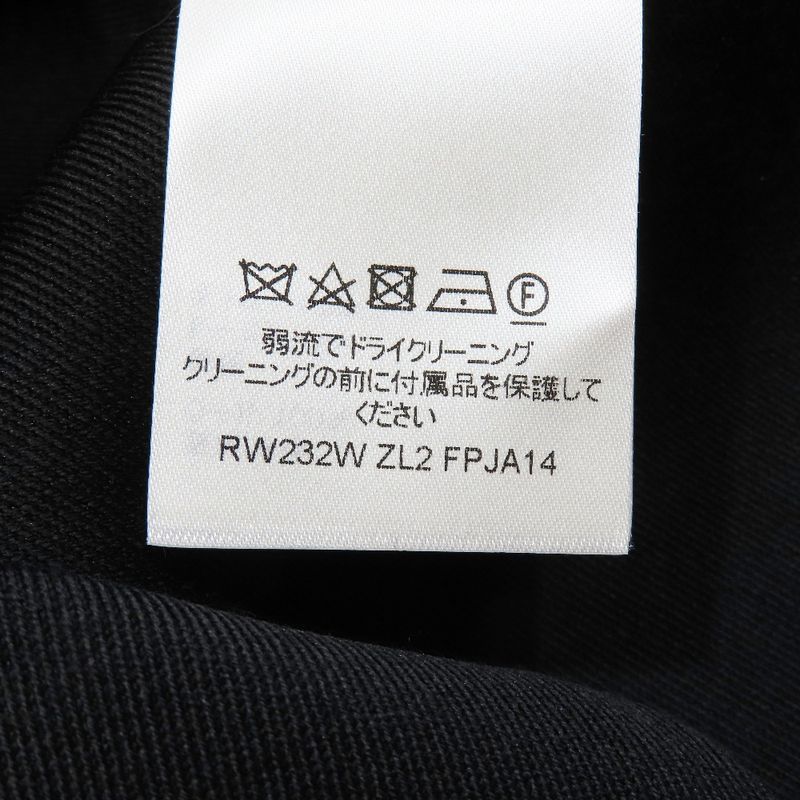 F
弱流でドライクリーニング
クリーニングの前に付属品を保護して
ください
RW232W ZL2 FPJA14